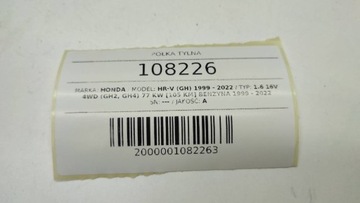 PÓŁKA TYLNA
108226
MARKA: HONDA / MODEL: HR-V (GH) 1999 - 2022 / TYP: 1.6 16V
4WD (GH2, GH4) 77 KW [105 KM] BENZYNA 1999 - 2022
SN: --- / JAKOŚĆ: A
2000001082263